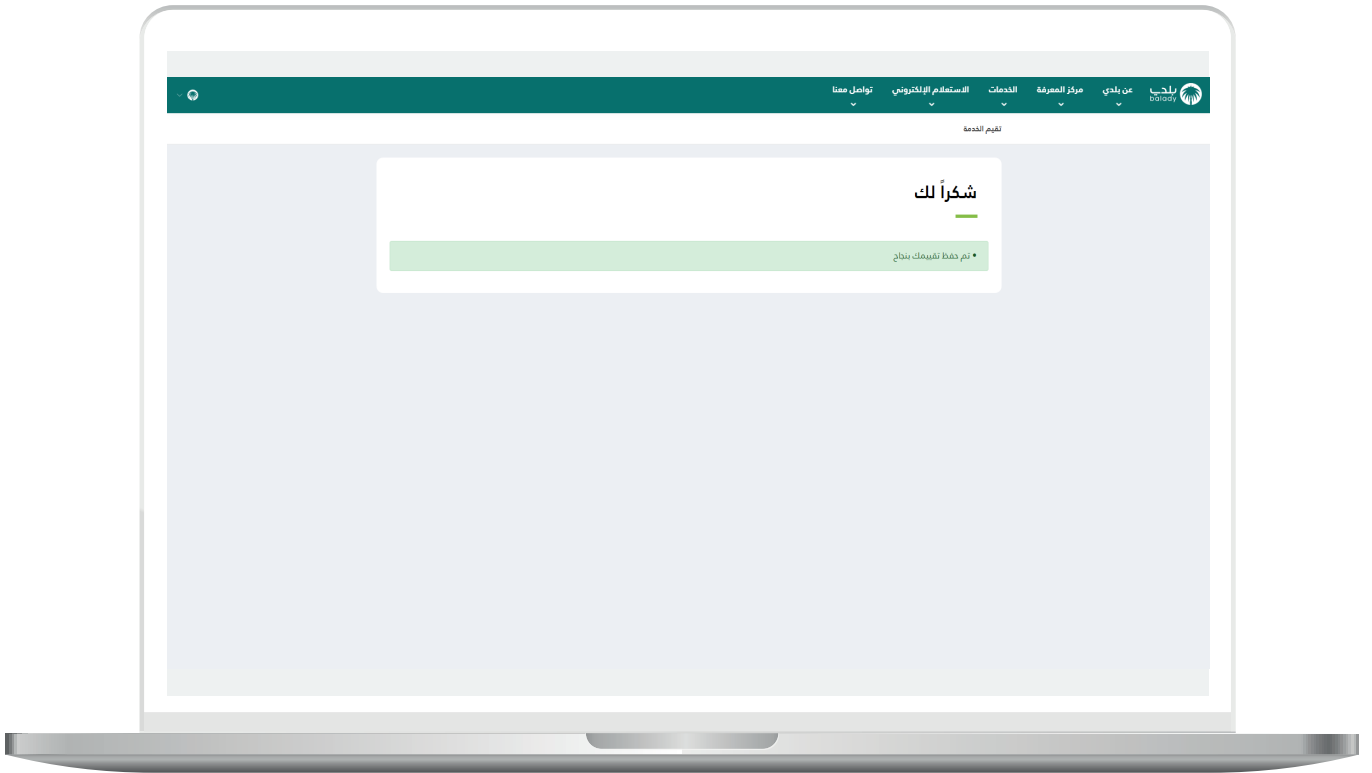 بلدي
balady
عن بلدي
مركز المعرفة
الخدمات
الاستعلام الإلكتروني
تواصل معنا
تقيم الخدمة
شكراً لك
• تم حفظ تقييمك بنجاح